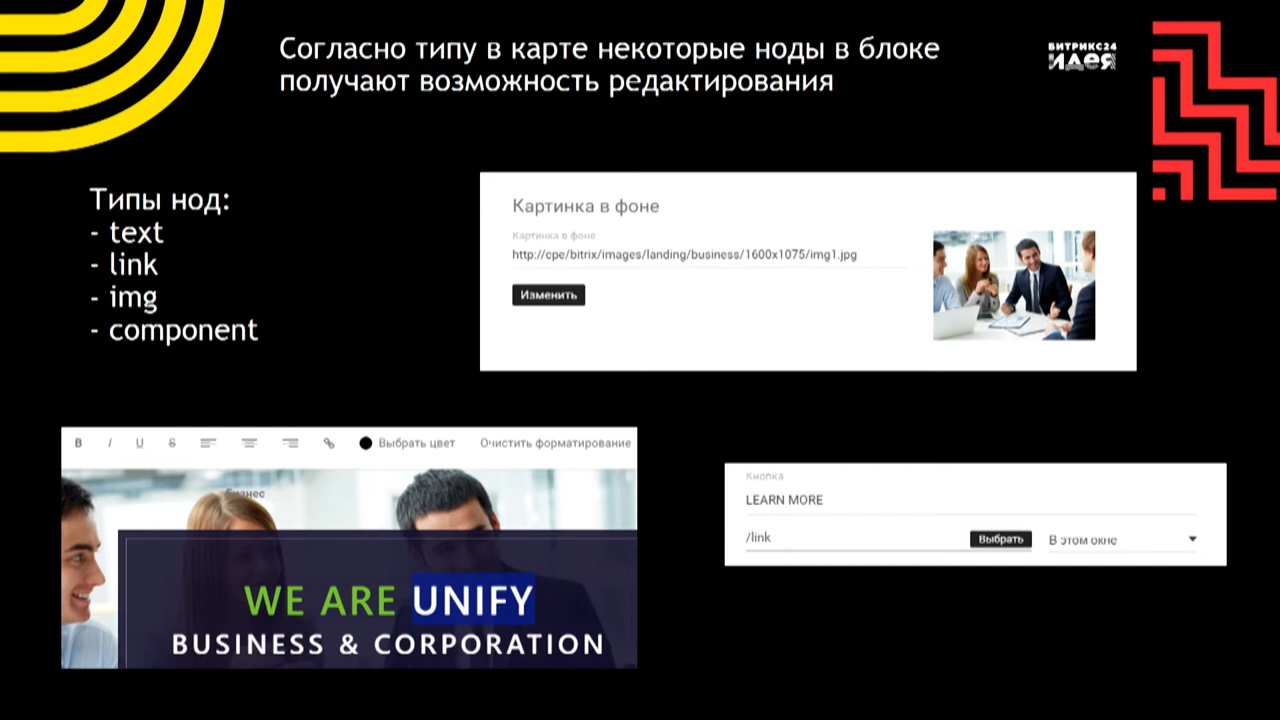 Согласно типу в карте некоторые ноды в блоке
получают возможность редактирования
БИТРИКС24
ИДЕЯ
Типы нод:
- text
- link
- img
- component
Картинка в фоне
Картинка в фоне
http://cpe/bitrix/images/landing/business/1600x1075/img1.jpg
Изменить
B I U S Выбрать цвет Очистить форматирование
Бизнес
WE ARE UNIFY
BUSINESS & CORPORATION
Кнопка
LEARN MORE
/link Выбрать В этом окне